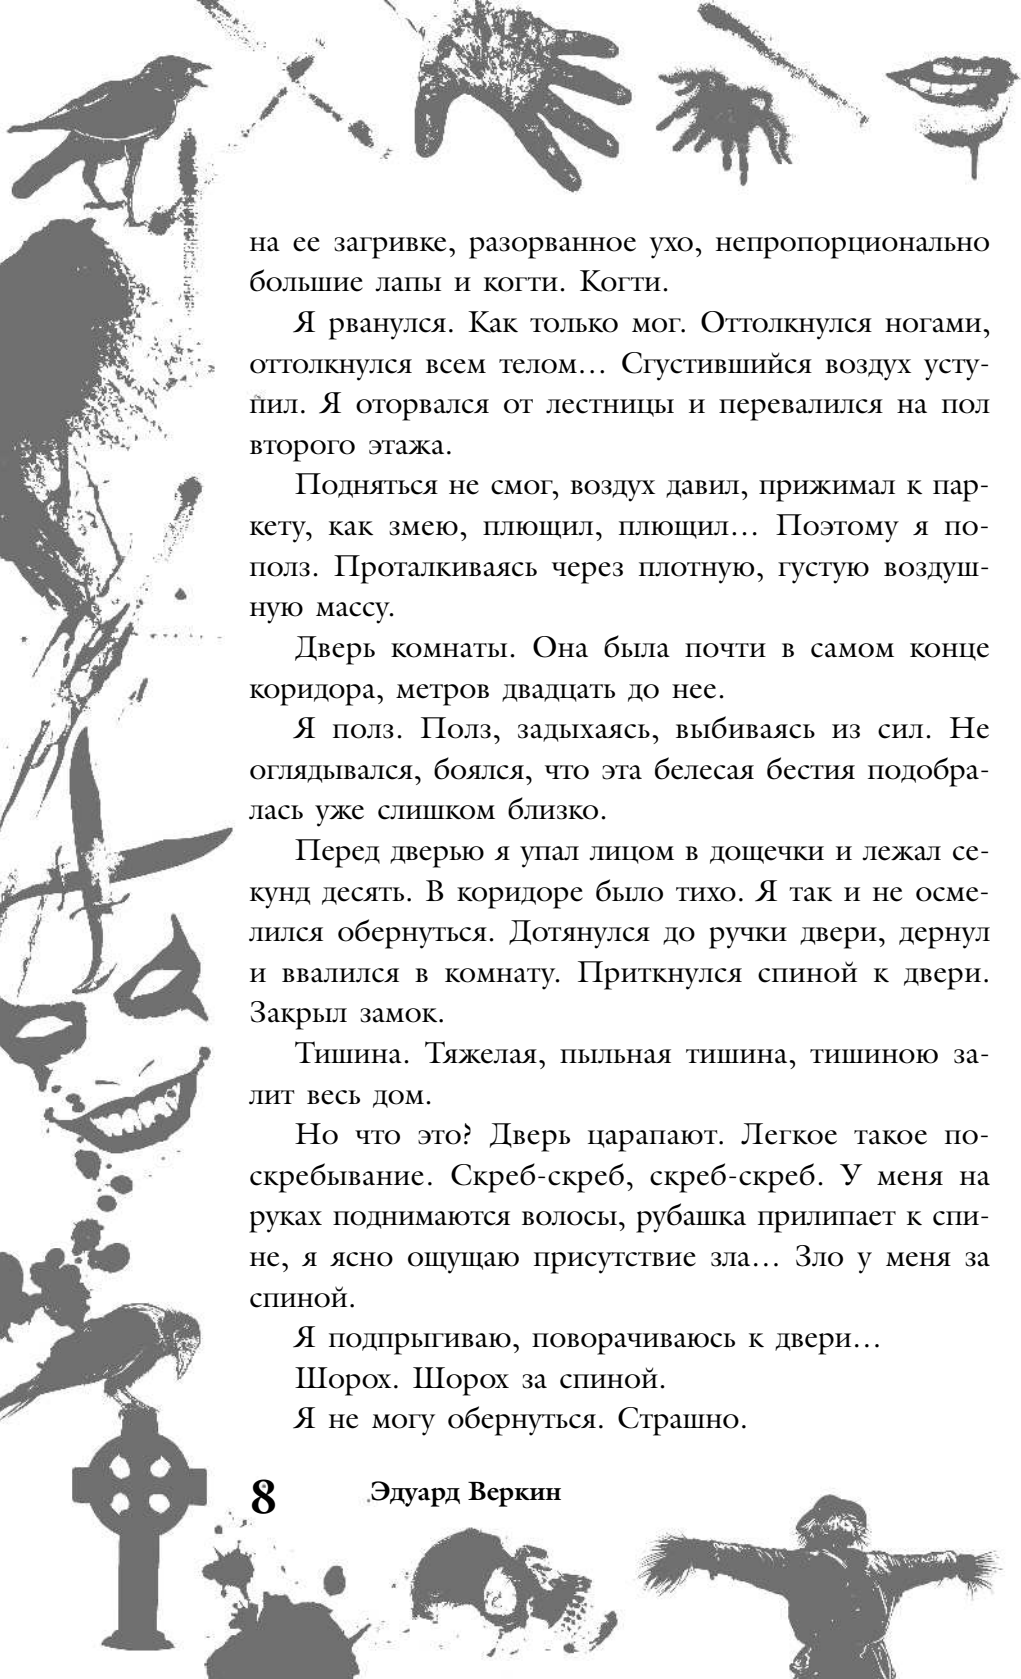 на ее загривке, разорванное ухо, непропорционально
большие лапы и когти. Когти.
Я рванулся. Как только мог. Оттолкнулся ногами,
оттолкнулся всем телом… Сгустившийся воздух усту-
пил. Я оторвался от лестницы и перевалился на пол
второго этажа.
Подняться не смог, воздух давил, прижимал к пар-
кету, как змею, плющил, плющил… Поэтому я по-
полз. Проталкиваясь через плотную, густую воздуш-
ную массу.
Дверь комнаты. Она была почти в самом конце
коридора, метров двадцать до нее.
Я полз. Полз, задыхаясь, выбиваясь из сил. Не
оглядывался, боялся, что эта белесая бестия подобра-
лась уже слишком близко.
Перед дверью я упал лицом в дощечки и лежал се-
кунд десять. В коридоре было тихо. Я так и не осме-
лился обернуться. Дотянулся до ручки двери, дернул
и ввалился в комнату. Приткнулся спиной к двери.
Закрыл замок.
Тишина. Тяжелая, пыльная тишина, тишиною за-
лит весь дом.
Но что это? Дверь царапают. Легкое такое по-
скребывание. Скреб-скреб, скреб-скреб. У меня на
руках поднимаются волосы, рубашка прилипает к спи-
не, я ясно ощущаю присутствие зла… Зло у меня за
спиной.
Я подпрыгиваю, поворачиваюсь к двери…
Шорох. Шорох за спиной.
Я не могу обернуться. Страшно.
8 Эдуард Веркин